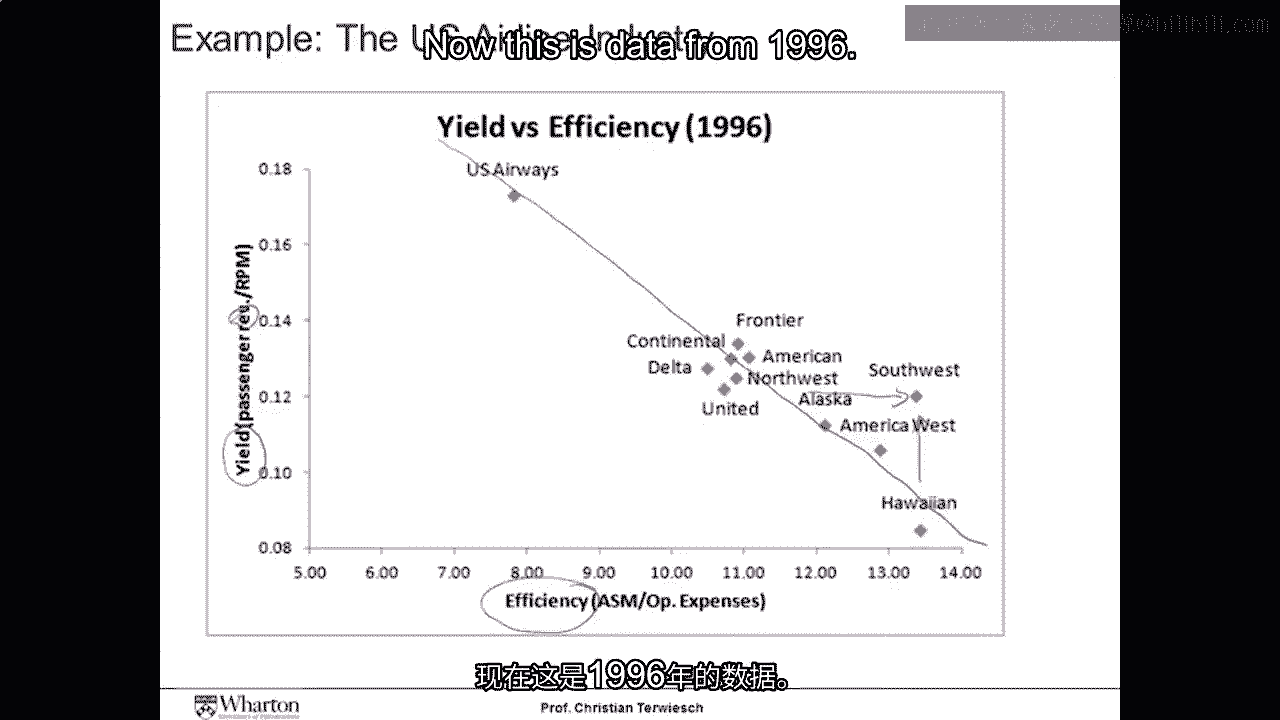 Example: The US Airline Industry
Now this is data from 1996.
Yield vs Efficiency (1996)
US Airways
0.18
0.16
0.14
0.12
0.10
0.08
Yield (passenger rev./RPM)
Frontier
Continental
American
Delta
Northwest
United
Southwest
Alaska
America West
Hawaiian
5.00 6.00 7.00 8.00 9.00 10.00 11.00 12.00 13.00 14.00
Efficiency (ASM/Op. Expenses)
现在这是1996年的数据。
Wharton
Prof. Christian Terwiesch